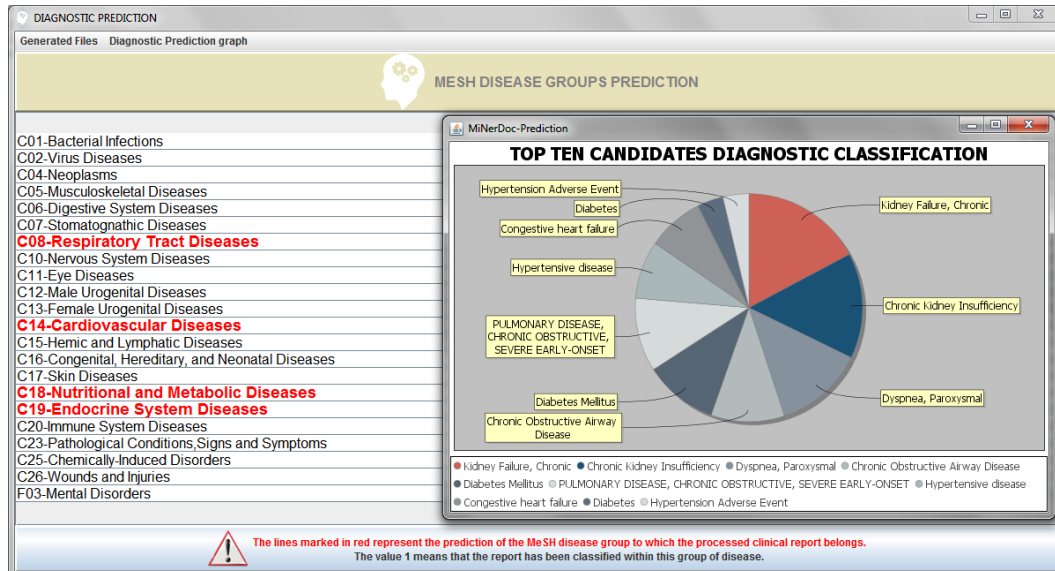 DIAGNOSTIC PREDICTION
Generated Files Diagnostic Prediction graph
MESH DISEASE GROUPS PREDICTION
C01-Bacterial Infections
C02-Virus Diseases
C04-Neoplasms
C05-Musculoskeletal Diseases
C06-Digestive System Diseases
C07-Stomatognathic Diseases
C08-Respiratory Tract Diseases
C10-Nervous System Diseases
C11-Eye Diseases
C12-Male Urogenital Diseases
C13-Female Urogenital Diseases
C14-Cardiovascular Diseases
C15-Hemic and Lymphatic Diseases
C16-Congenital, Hereditary, and Neonatal Diseases
C17-Skin Diseases
C18-Nutritional and Metabolic Diseases
C19-Endocrine System Diseases
C20-Immune System Diseases
C23-Pathological Conditions,Signs and Symptoms
C25-Chemically-Induced Disorders
C26-Wounds and Injuries
F03-Mental Disorders
MiNerDoc-Prediction
TOP TEN CANDIDATES DIAGNOSTIC CLASSIFICATION
Hypertension Adverse Event
Diabetes
Congestive heart failure
Hypertensive disease
PULMONARY DISEASE,
CHRONIC OBSTRUCTIVE,
SEVERE EARLY-ONSET
Diabetes Mellitus
Chronic Obstructive Airway
Disease
Kidney Failure, Chronic
Chronic Kidney Insufficiency
Dyspnea, Paroxysmal
Kidney Failure, Chronic Chronic Kidney Insufficiency Dyspnea, Paroxysmal Chronic Obstructive Airway Disease
Diabetes Mellitus PULMONARY DISEASE, CHRONIC OBSTRUCTIVE, SEVERE EARLY-ONSET Hypertensive disease
Congestive heart failure Diabetes Hypertension Adverse Event
The lines marked in red represent the prediction of the MeSH disease group to which the processed clinical report belongs.
The value 1 means that the report has been classified within this group of disease.